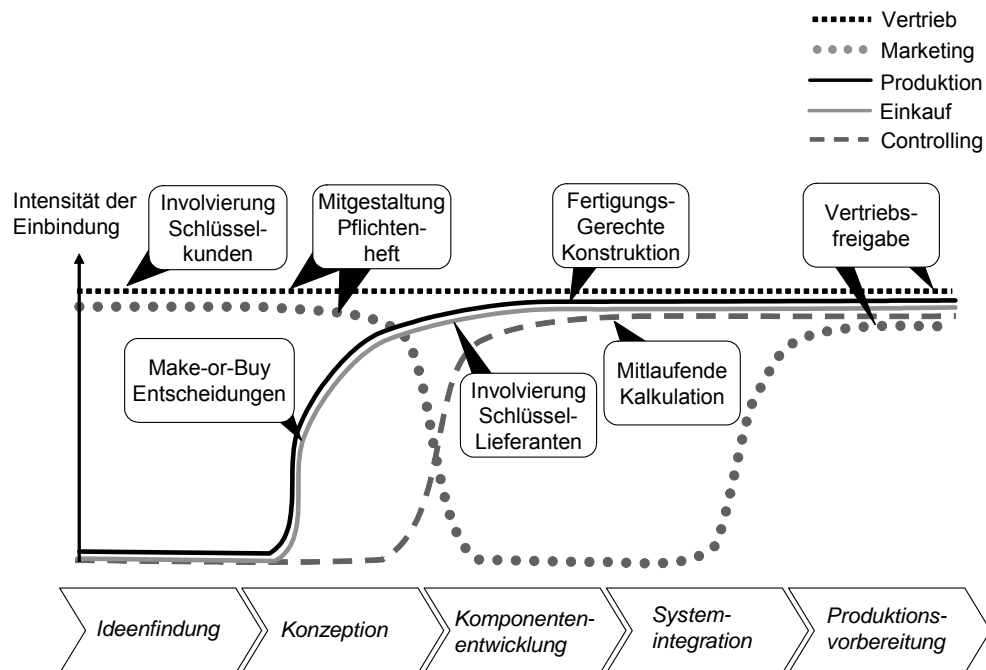 Vertrieb
Marketing
Produktion
Einkauf
Controlling
Intensität der
Einbindung
Involvierung
Schlüssel-
kunden
Mitgestaltung
Pflichten-
heft
Fertigungs-
Gerechte
Konstruktion
Vertriebs-
freigabe
Make-or-Buy
Entscheidungen
Involvierung
Schlüssel-
Lieferanten
Mitlaufende
Kalkulation
Ideenfindung
Konzeption
Komponenten-
entwicklung
System-
integration
Produktions-
vorbereitung